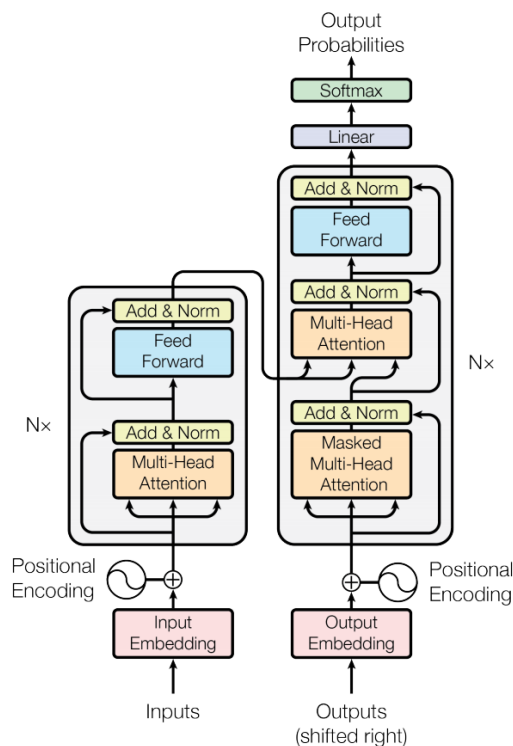 Output
Probabilities
Softmax
Linear
Add & Norm
Feed
Forward
Add & Norm
Multi-Head
Attention
Add & Norm
Masked
Multi-Head
Attention
N×
Add & Norm
Feed
Forward
Add & Norm
Multi-Head
Attention
N×
Positional
Encoding
Positional
Encoding
Input
Embedding
Output
Embedding
Inputs
Outputs
(shifted right)